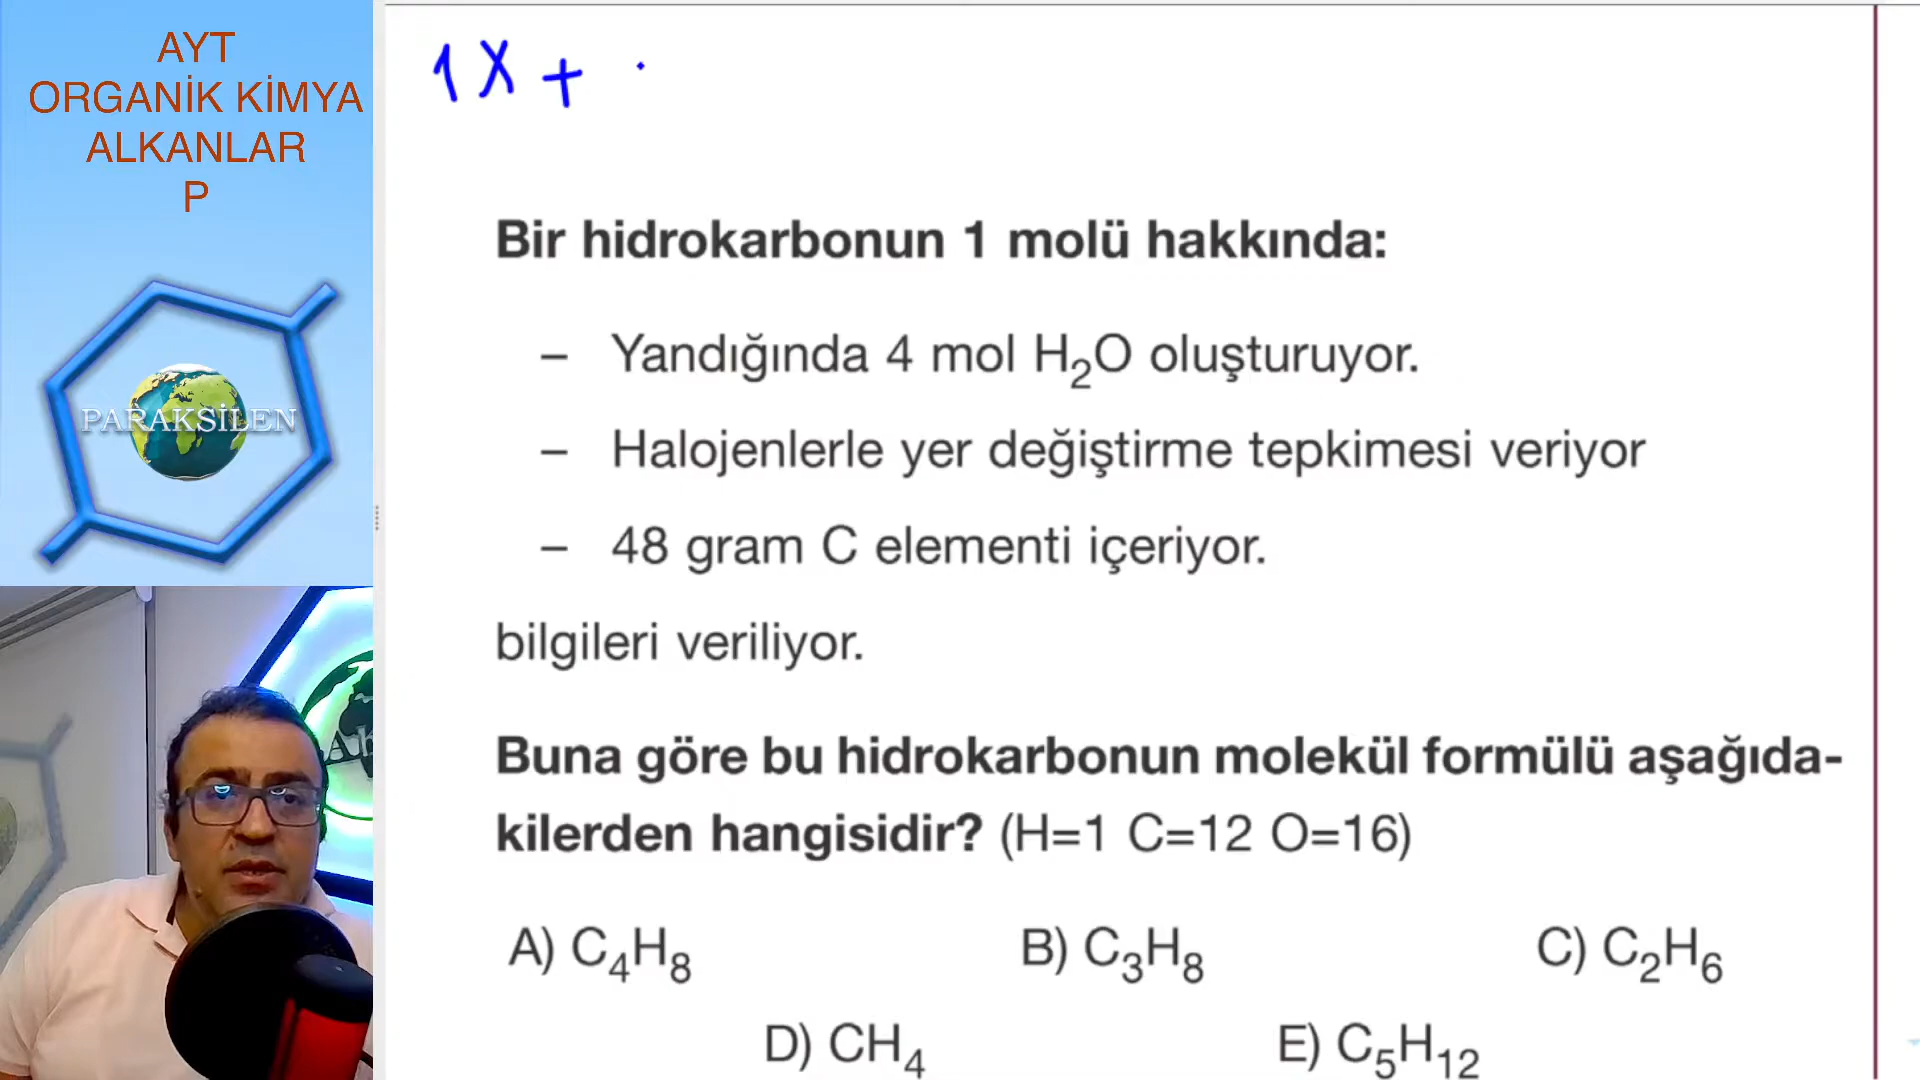 AYT
ORGANİK KİMYA
ALKANLAR
P
PARAKSİLEN
1X +
Bir hidrokarbonun 1 molü hakkında:
– Yandığında 4 mol H₂O oluşturuyor.
– Halojenlerle yer değiştirme tepkimesi veriyor
– 48 gram C elementi içeriyor.
bilgileri veriliyor.
Buna göre bu hidrokarbonun molekül formülü aşağıda-
kilerden hangisidir? (H=1 C=12 O=16)
A) C₄H₈ B) C₃H₈ C) C₂H₆
D) CH₄ E) C₅H₁₂